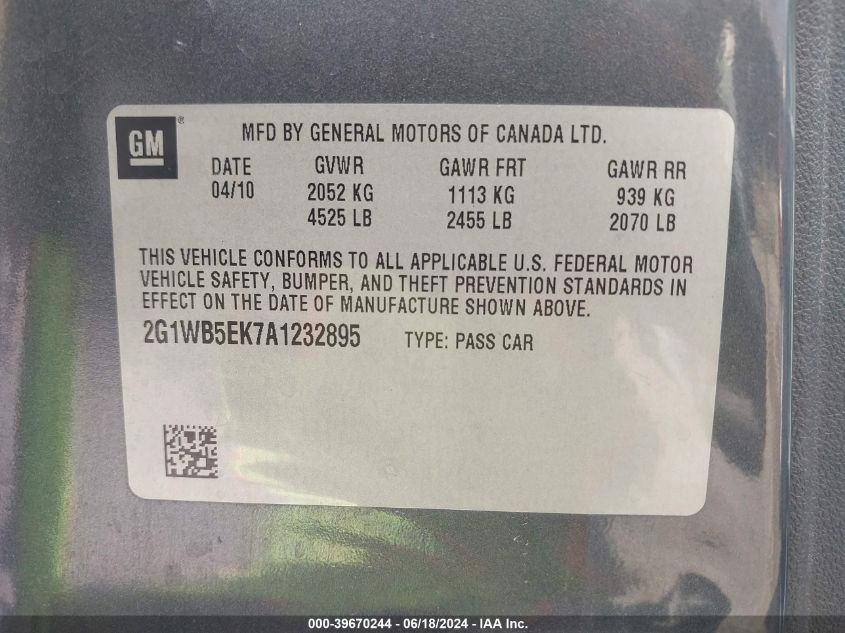 GM ®
MFD BY GENERAL MOTORS OF CANADA LTD.
DATE GVWR GAWR FRT GAWR RR
04/10 2052 KG 1113 KG 939 KG
4525 LB 2455 LB 2070 LB
THIS VEHICLE CONFORMS TO ALL APPLICABLE U.S. FEDERAL MOTOR
VEHICLE SAFETY, BUMPER, AND THEFT PREVENTION STANDARDS IN
EFFECT ON THE DATE OF MANUFACTURE SHOWN ABOVE.
2G1WB5EK7A1232895 TYPE: PASS CAR
000-39670244 - 06/18/2024 - IAA Inc.